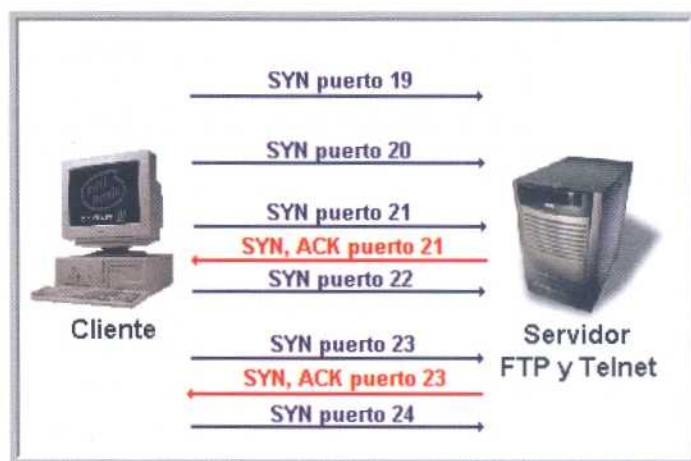 SYN puerto 19
SYN puerto 20
SYN puerto 21
SYN, ACK puerto 21
SYN puerto 22
SYN puerto 23
SYN, ACK puerto 23
SYN puerto 24
Cliente
Servidor
FTP y Telnet